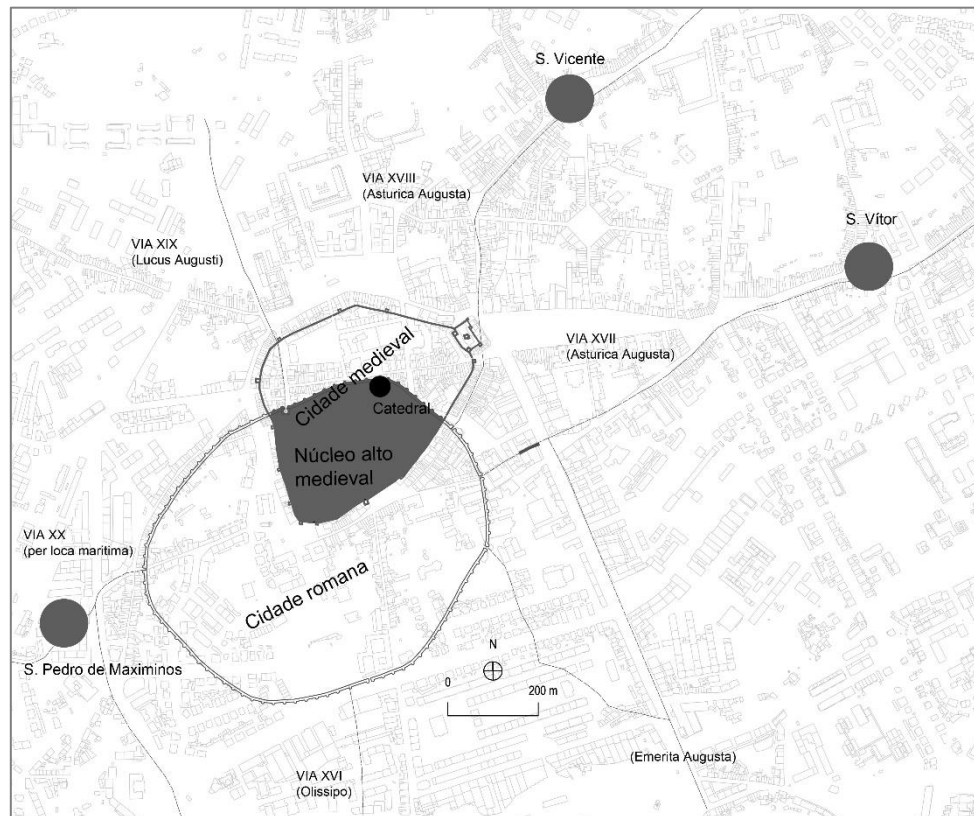 S. Vicente
VIA XVIII
(Asturica Augusta)
S. Vítor
VIA XIX
(Lucus Augusti)
VIA XVII
(Asturica Augusta)
Cidade medieval
Catedral
Núcleo alto
medieval
VIA XX
(per loca maritima)
Cidade romana
S. Pedro de Maximinos
N
0
200 m
(Emerita Augusta)
VIA XVI
(Olissipo)